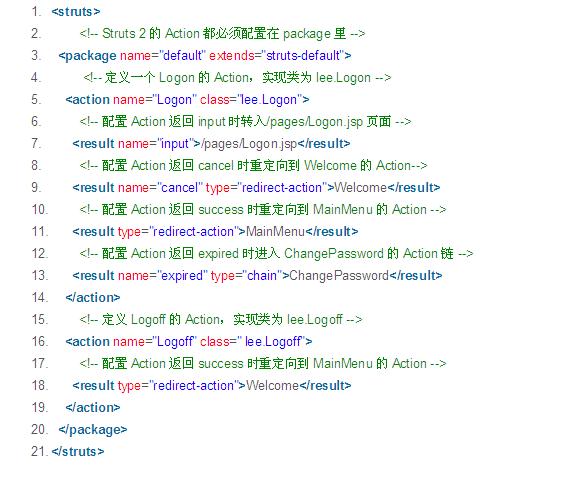 1. <struts>
2. <!-- Struts 2 的 Action 都必须配置在 package 里 -->
3. <package name="default" extends="struts-default">
4. <!-- 定义一个 Logon 的 Action，实现类为 lee.Logon -->
5. <action name="Logon" class="lee.Logon">
6. <!-- 配置 Action 返回 input 时转入/pages/Logon.jsp 页面 -->
7. <result name="input">/pages/Logon.jsp</result>
8. <!-- 配置 Action 返回 cancel 时重定向到 Welcome 的 Action-->
9. <result name="cancel" type="redirect-action">Welcome</result>
10. <!-- 配置 Action 返回 success 时重定向到 MainMenu 的 Action -->
11. <result type="redirect-action">MainMenu</result>
12. <!-- 配置 Action 返回 expired 时进入 ChangePassword 的 Action 链 -->
13. <result name="expired" type="chain">ChangePassword</result>
14. </action>
15. <!-- 定义 Logoff 的 Action，实现类为 lee.Logoff -->
16. <action name="Logoff" class=" lee.Logoff">
17. <!-- 配置 Action 返回 success 时重定向到 MainMenu 的 Action -->
18. <result type="redirect-action">Welcome</result>
19. </action>
20. </package>
21. </struts>